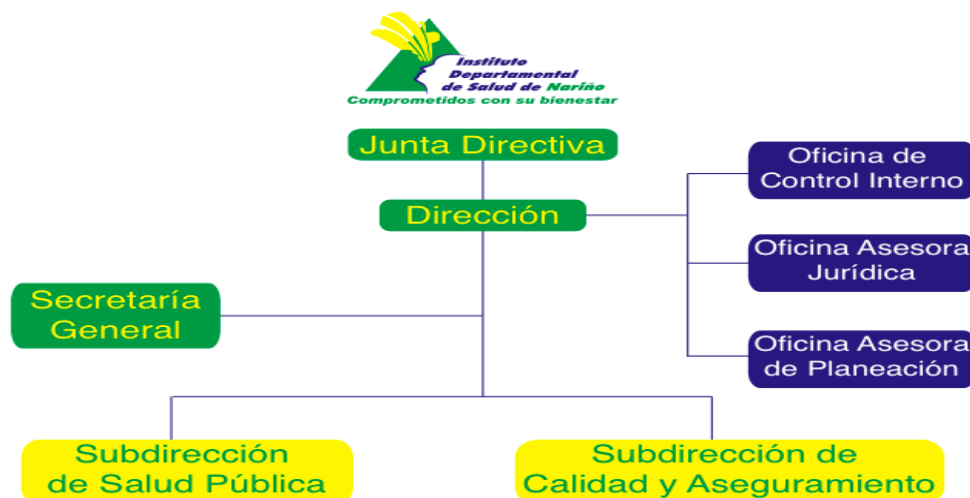 Instituto
Departamental
de Salud de Nariño
Comprometidos con su bienestar
Junta Directiva
Dirección
Oficina de
Control Interno
Oficina Asesora
Jurídica
Oficina Asesora
de Planeación
Secretaría
General
Subdirección
de Salud Pública
Subdirección de
Calidad y Aseguramiento